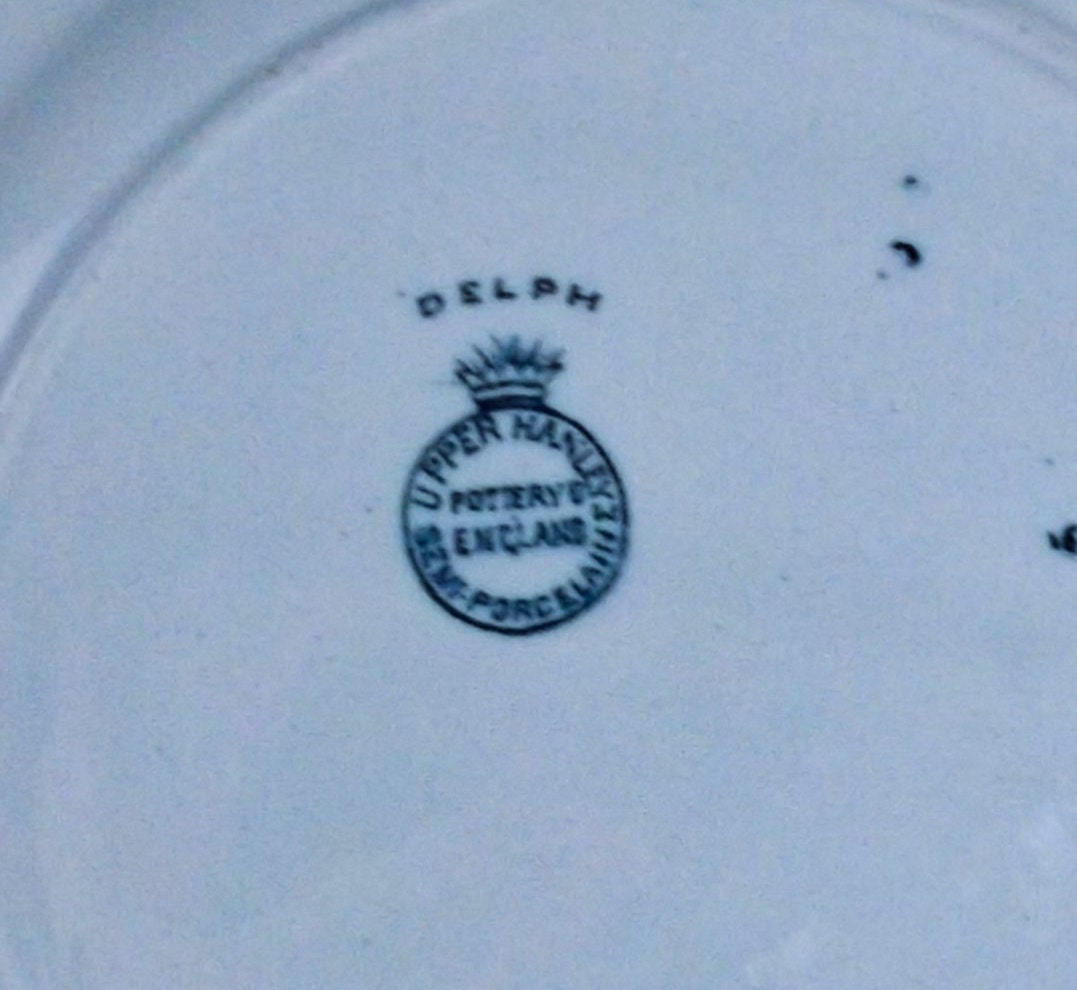 DELPH
UPPER HANLEY
POTTERY Cº
ENGLAND
SEMI-PORCELAINE